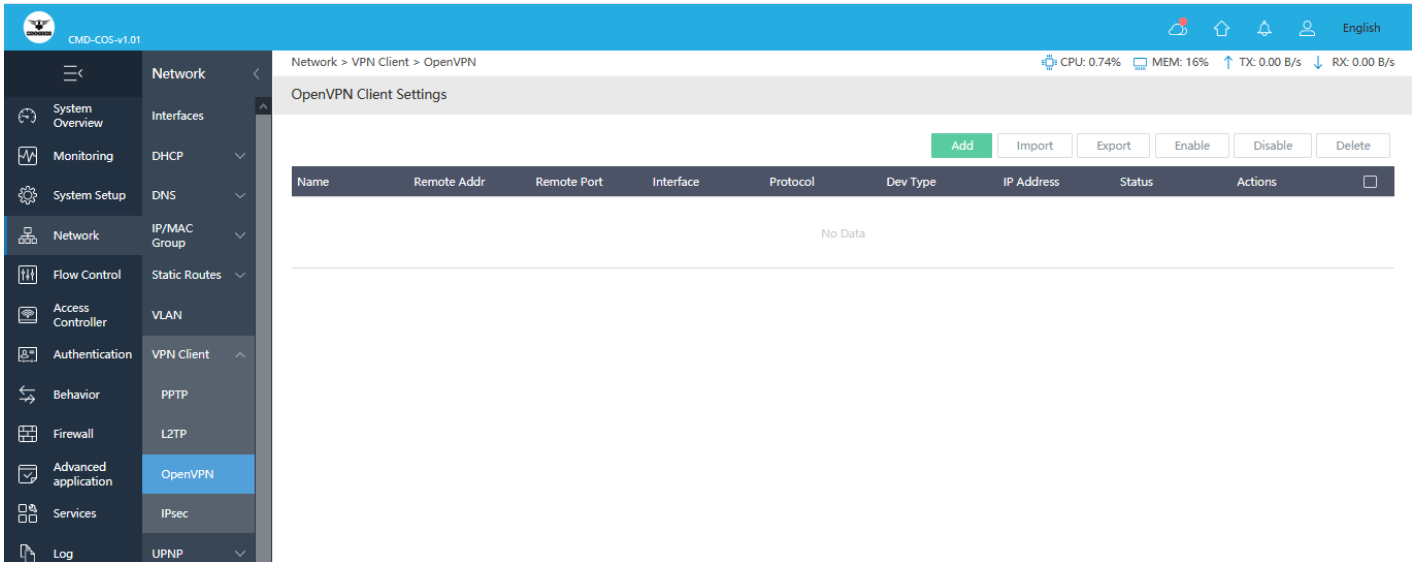 COMMANDO
CMD-COS-v1.01
English
Network
Network > VPN Client > OpenVPN
CPU: 0.74% MEM: 16% TX: 0.00 B/s RX: 0.00 B/s
OpenVPN Client Settings
System
Overview
Monitoring
System Setup
Network
Flow Control
Access
Controller
Authentication
Behavior
Firewall
Advanced
application
Services
Log
Interfaces
DHCP
DNS
IP/MAC
Group
Static Routes
VLAN
VPN Client
PPTP
L2TP
OpenVPN
IPsec
UPNP
Add Import Export Enable Disable Delete
Name Remote Addr Remote Port Interface Protocol Dev Type IP Address Status Actions
No Data